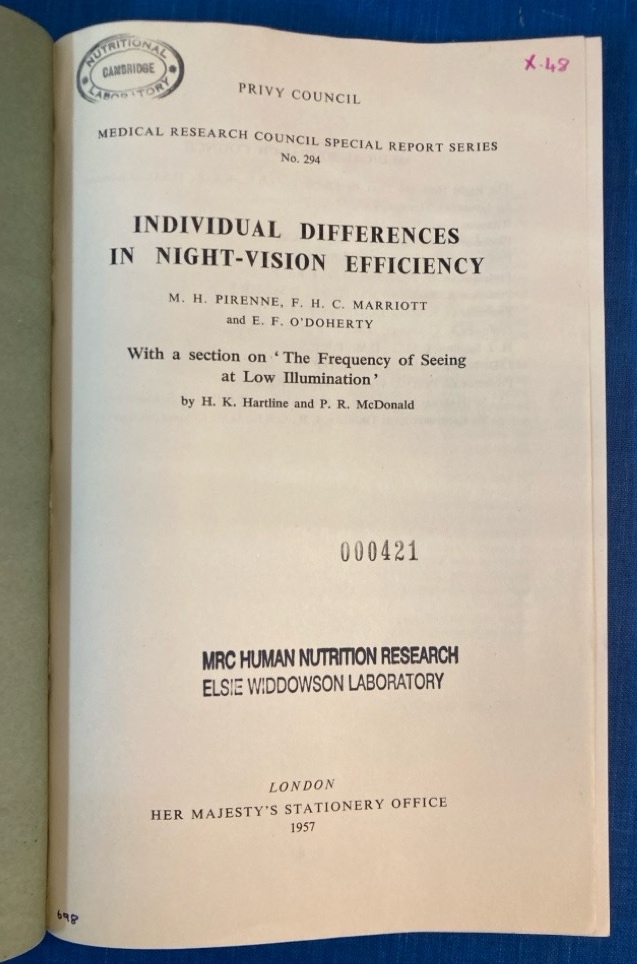 NUTRITIONAL
CAMBRIDGE
LABORATORY
X.48
PRIVY COUNCIL
MEDICAL RESEARCH COUNCIL SPECIAL REPORT SERIES
No. 294
INDIVIDUAL DIFFERENCES
IN NIGHT-VISION EFFICIENCY
M. H. PIRENNE, F. H. C. MARRIOTT
and E. F. O'DOHERTY
With a section on ‘The Frequency of Seeing
at Low Illumination’
by H. K. Hartline and P. R. McDonald
000421
MRC HUMAN NUTRITION RESEARCH
ELSIE WIDDOWSON LABORATORY
LONDON
HER MAJESTY'S STATIONERY OFFICE
1957
698